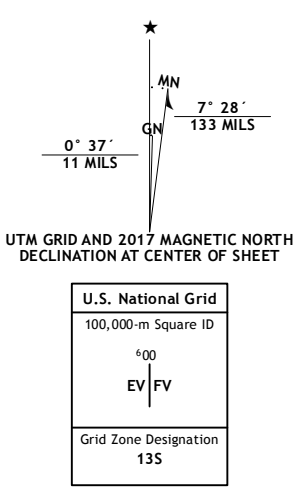 ★
MN
7° 28´
133 MILS
GN
0° 37´
11 MILS
UTM GRID AND 2017 MAGNETIC NORTH
DECLINATION AT CENTER OF SHEET
U.S. National Grid
100,000-m Square ID
⁶00
EV FV
Grid Zone Designation
13S